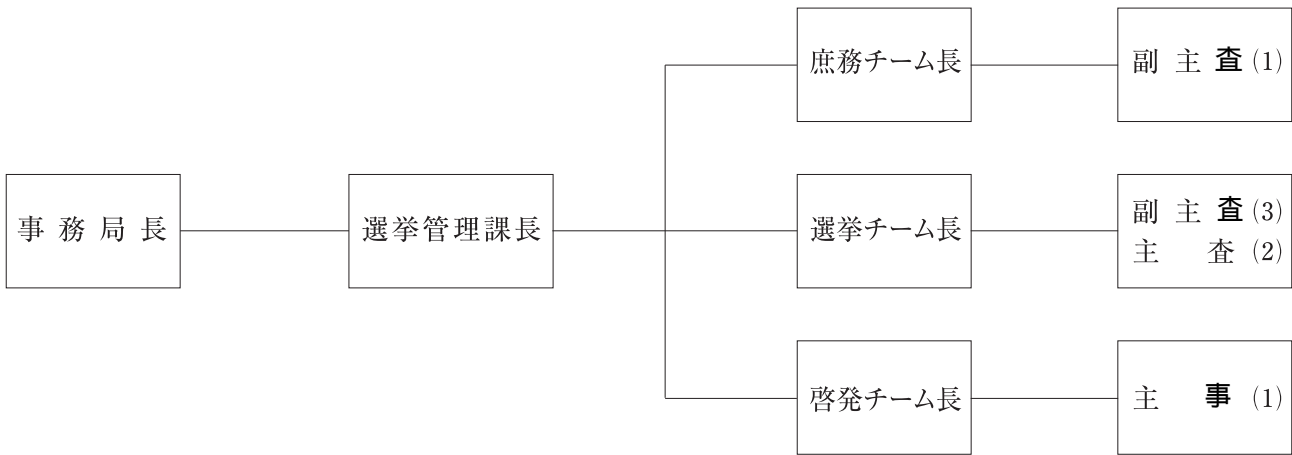 事務局長
選挙管理課長
庶務チーム長
副主査(1)
選挙チーム長
副主査(3)
主査(2)
啓発チーム長
主事(1)